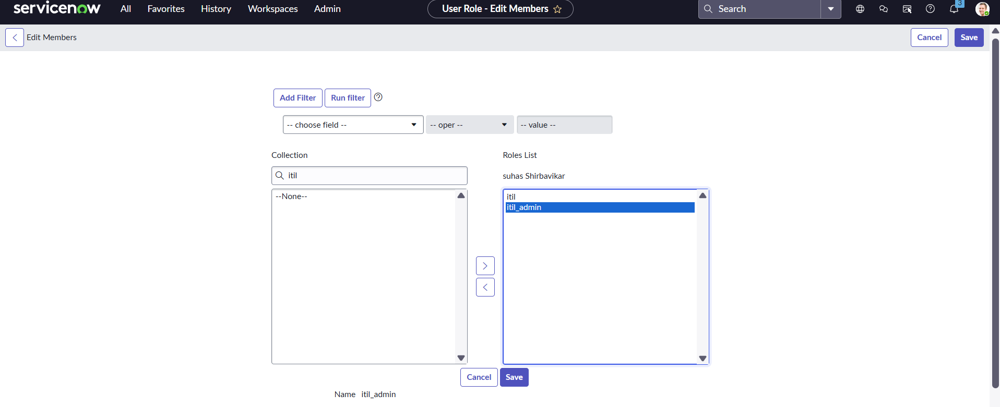 servicenow All Favorites History Workspaces Admin User Role - Edit Members Search 3
Edit Members Cancel Save
Add Filter Run filter
-- choose field -- -- oper -- -- value --
Collection Roles List
itil suhas Shirbavikar
--None-- itil
itil_admin
Cancel Save
Name itil_admin